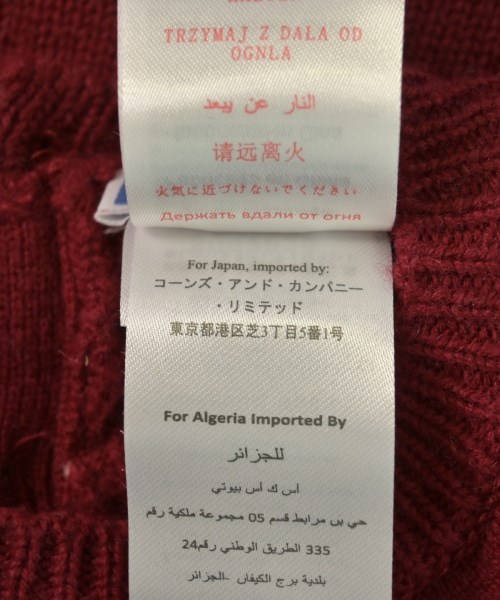 TRZYMAJ Z DALA OD
OGNLA
النار عن يبعد
请远离火
火気に近づけないでください
Держать вдали от огня
For Japan, imported by:
コーンズ・アンド・カンパニー
・リミテッド
東京都港区芝3丁目5番1号
For Algeria Imported By
للجزائر
أس ك أس بيوتي
حي بن مرابط قسم 05 مجموعة ملكية رقم
335 الطريق الوطني رقم24
بلدية برج الكيفان -الجزائر